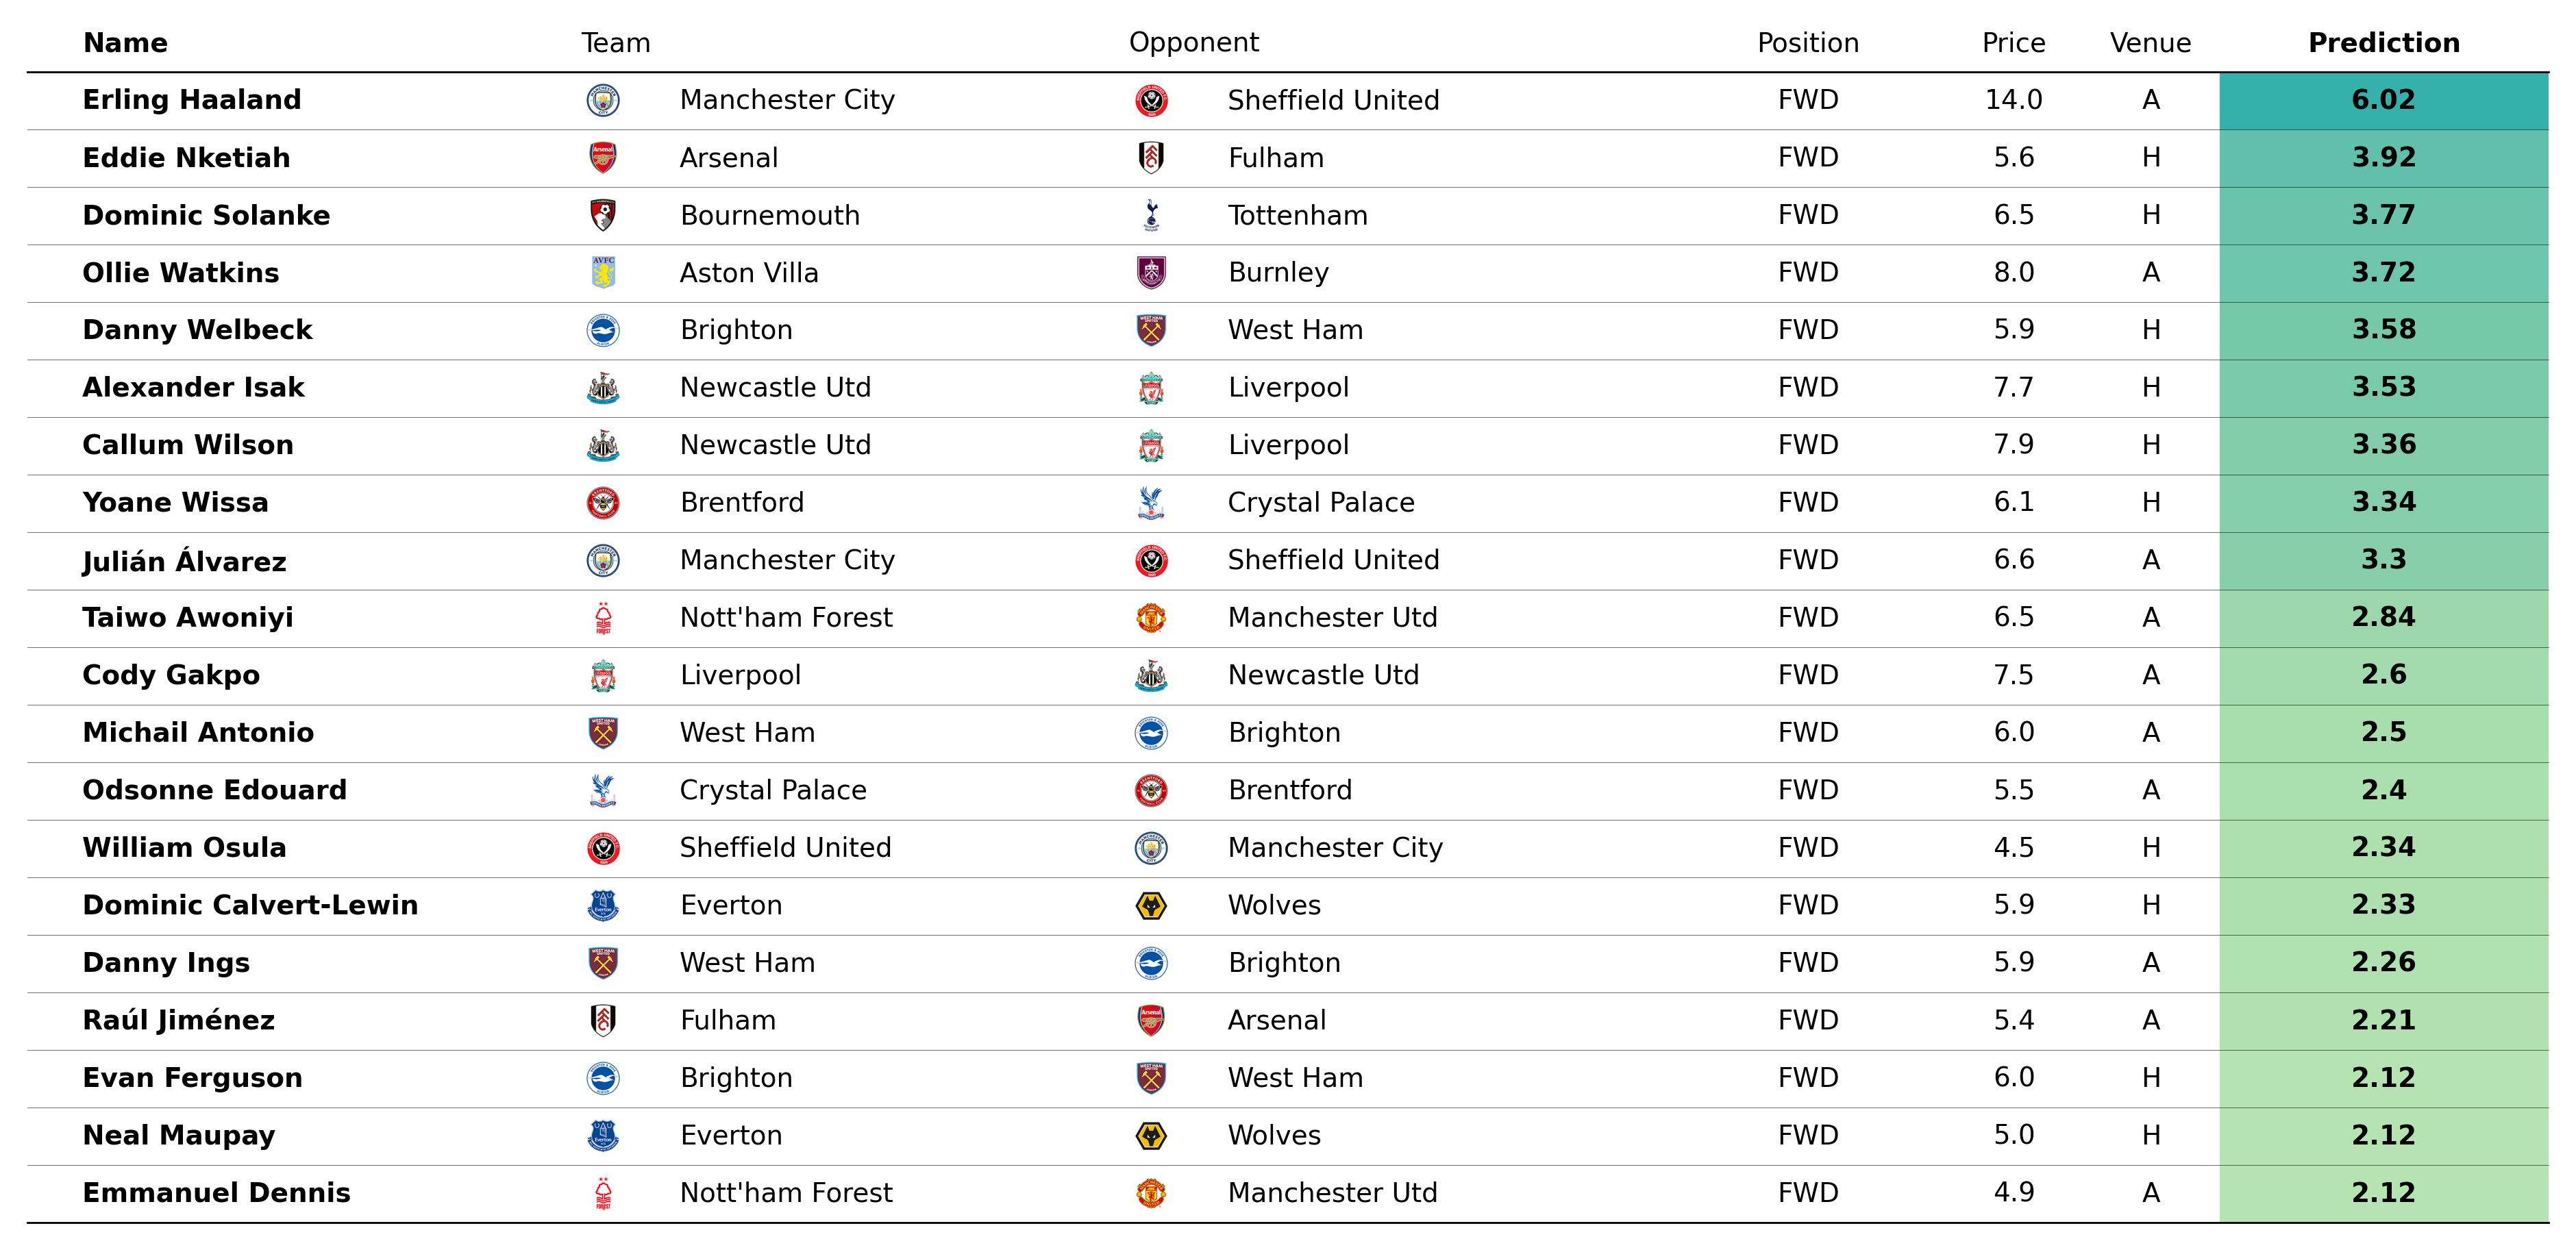 Name Team Opponent Position Price Venue Prediction
Erling Haaland Manchester City Sheffield United FWD 14.0 A 6.02
Eddie Nketiah Arsenal Fulham FWD 5.6 H 3.92
Dominic Solanke Bournemouth Tottenham FWD 6.5 H 3.77
Ollie Watkins Aston Villa Burnley FWD 8.0 A 3.72
Danny Welbeck Brighton West Ham FWD 5.9 H 3.58
Alexander Isak Newcastle Utd Liverpool FWD 7.7 H 3.53
Callum Wilson Newcastle Utd Liverpool FWD 7.9 H 3.36
Yoane Wissa Brentford Crystal Palace FWD 6.1 H 3.34
Julián Álvarez Manchester City Sheffield United FWD 6.6 A 3.3
Taiwo Awoniyi Nott'ham Forest Manchester Utd FWD 6.5 A 2.84
Cody Gakpo Liverpool Newcastle Utd FWD 7.5 A 2.6
Michail Antonio West Ham Brighton FWD 6.0 A 2.5
Odsonne Edouard Crystal Palace Brentford FWD 5.5 A 2.4
William Osula Sheffield United Manchester City FWD 4.5 H 2.34
Dominic Calvert-Lewin Everton Wolves FWD 5.9 H 2.33
Danny Ings West Ham Brighton FWD 5.9 A 2.26
Raúl Jiménez Fulham Arsenal FWD 5.4 A 2.21
Evan Ferguson Brighton West Ham FWD 6.0 H 2.12
Neal Maupay Everton Wolves FWD 5.0 H 2.12
Emmanuel Dennis Nott'ham Forest Manchester Utd FWD 4.9 A 2.12